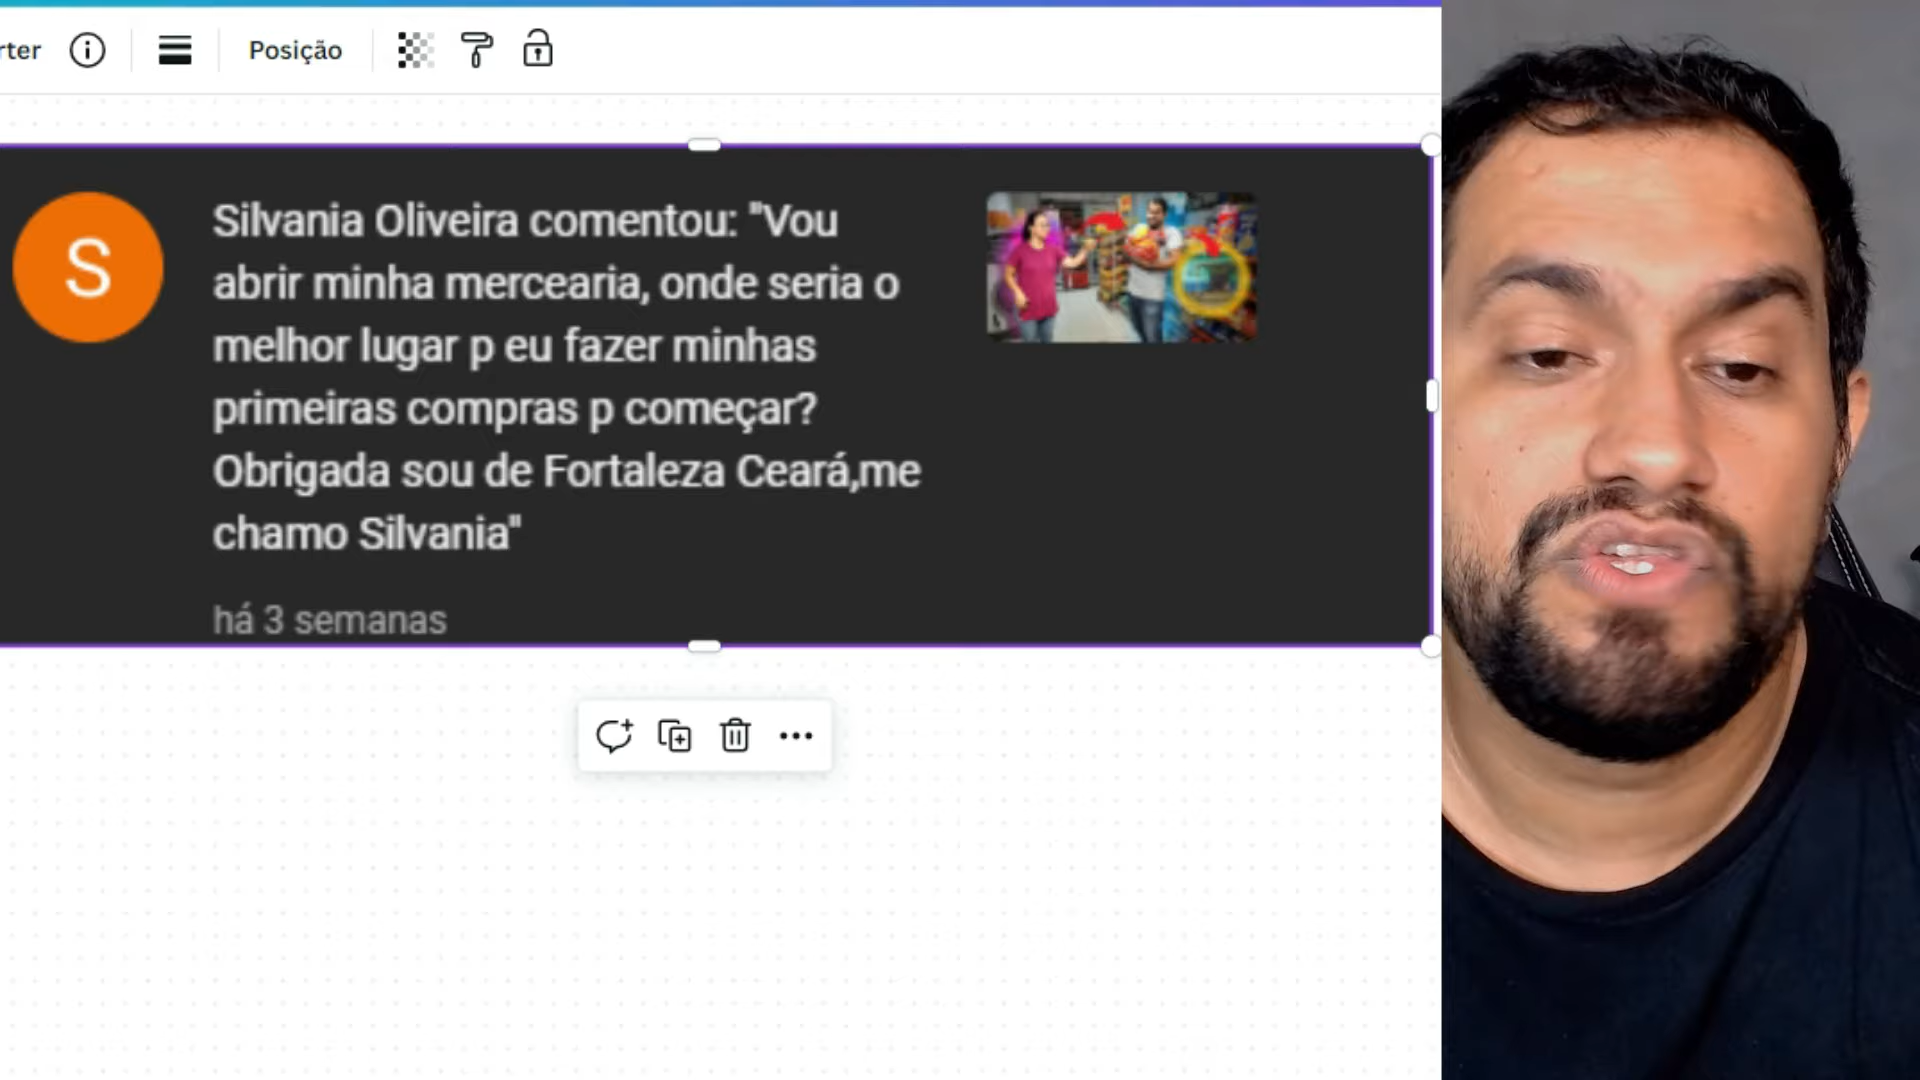 rter
Posição
S
Silvania Oliveira comentou: "Vou
abrir minha mercearia, onde seria o
melhor lugar p eu fazer minhas
primeiras compras p começar?
Obrigada sou de Fortaleza Ceará,me
chamo Silvania"
há 3 semanas